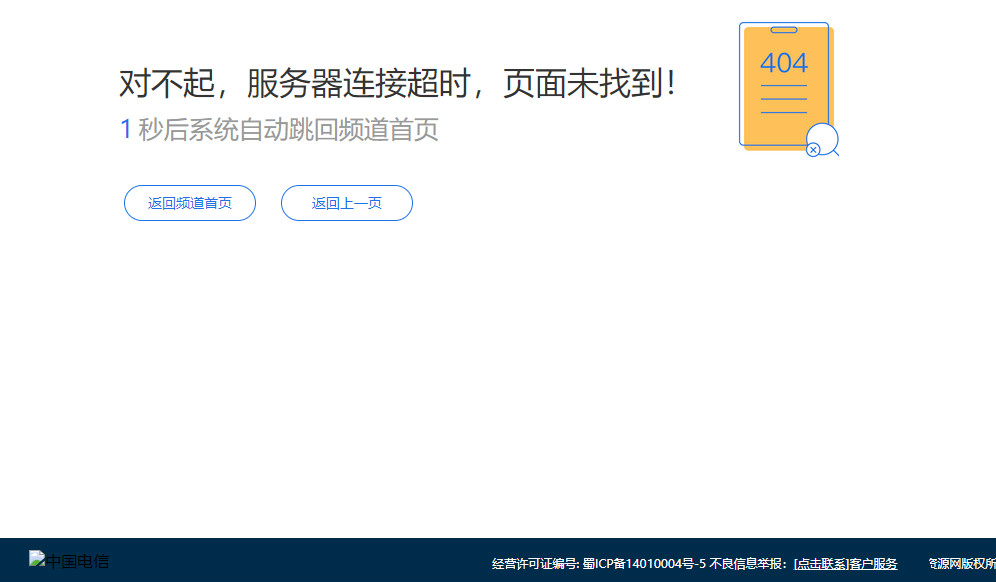 对不起，服务器连接超时，页面未找到！
404
1 秒后系统自动跳回频道首页
返回频道首页
返回上一页
中国电信
经营许可证编号: 蜀ICP备14010004号-5 不良信息举报：[点击联系]客户服务
资源网版权所